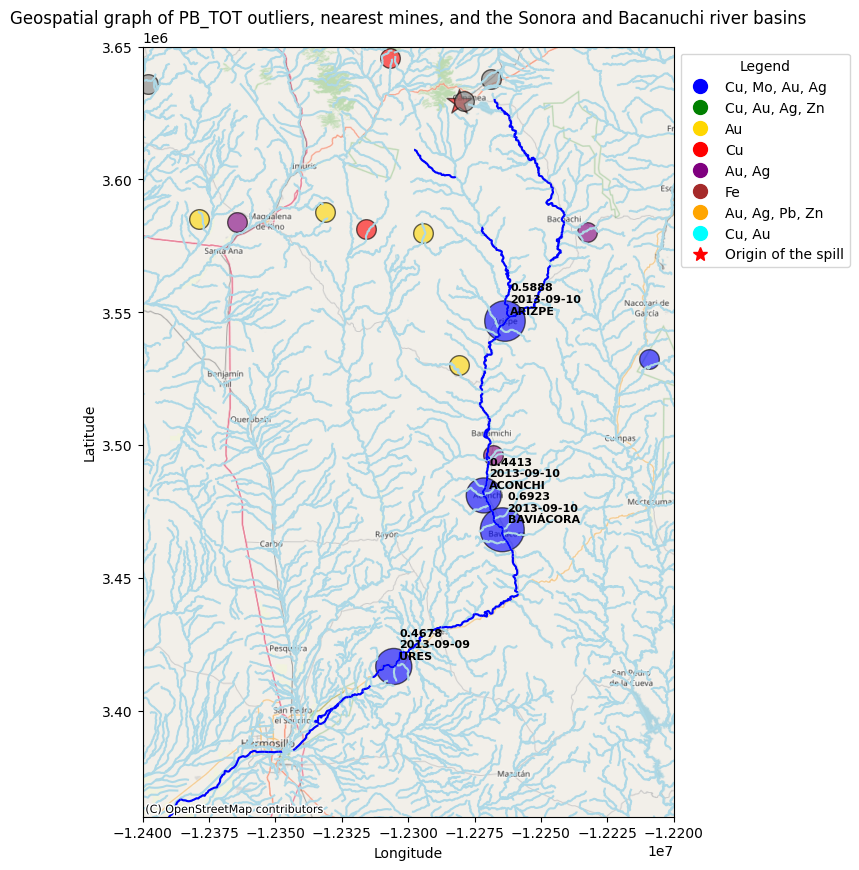 Geospatial graph of PB_TOT outliers, nearest mines, and the Sonora and Bacanuchi river basins
1e6
3.65
3.60
3.55
3.50
3.45
3.40
Latitude
Imuris
Magdalena
de Kino
Santa Ana
Bacoachi
Nacozari de
García
0.5888
2013-09-10
ARIZPE
Benjamín
Hill
Querobabi
Cumpas
0.4413
2013-09-10
ACONCHI
0.6923
2013-09-10
BAVIÁCORA
Moctezuma
Carbó
Rayón
0.4678
2013-09-09
URES
Pesqueira
San Pedro
de la Cueva
San Pedro
el Saucito
Hermosillo
Mazatán
(C) OpenStreetMap contributors
−1.2400 −1.2375 −1.2350 −1.2325 −1.2300 −1.2275 −1.2250 −1.2225 −1.2200
1e7
Longitude
Legend
Cu, Mo, Au, Ag
Cu, Au, Ag, Zn
Au
Cu
Au, Ag
Fe
Au, Ag, Pb, Zn
Cu, Au
Origin of the spill